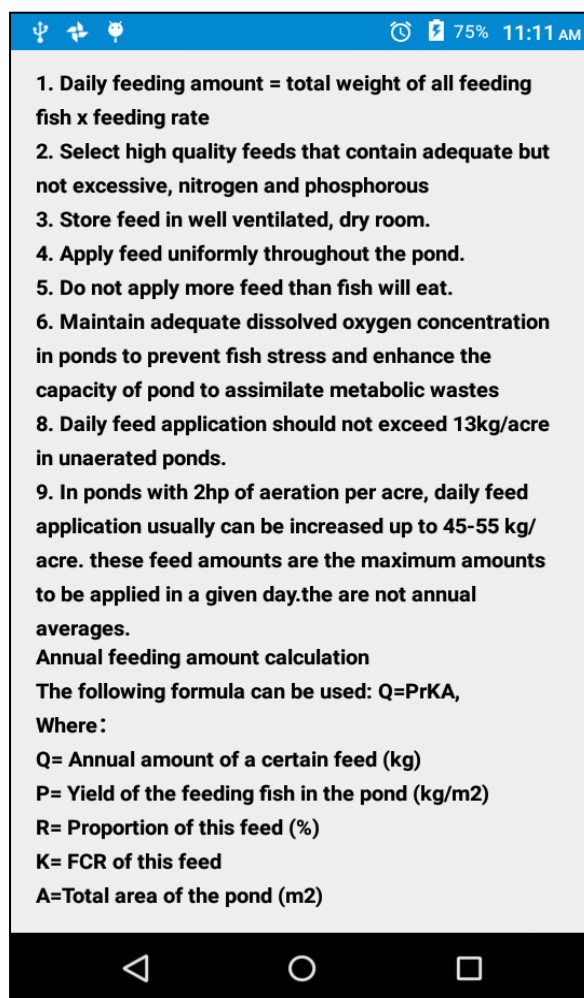 75% 11:11 AM
1. Daily feeding amount = total weight of all feeding
fish x feeding rate
2. Select high quality feeds that contain adequate but
not excessive, nitrogen and phosphorous
3. Store feed in well ventilated, dry room.
4. Apply feed uniformly throughout the pond.
5. Do not apply more feed than fish will eat.
6. Maintain adequate dissolved oxygen concentration
in ponds to prevent fish stress and enhance the
capacity of pond to assimilate metabolic wastes
8. Daily feed application should not exceed 13kg/acre
in unaerated ponds.
9. In ponds with 2hp of aeration per acre, daily feed
application usually can be increased up to 45-55 kg/
acre. these feed amounts are the maximum amounts
to be applied in a given day.the are not annual
averages.
Annual feeding amount calculation
The following formula can be used: Q=PrKA,
Where：
Q= Annual amount of a certain feed (kg)
P= Yield of the feeding fish in the pond (kg/m2)
R= Proportion of this feed (%)
K= FCR of this feed
A=Total area of the pond (m2)